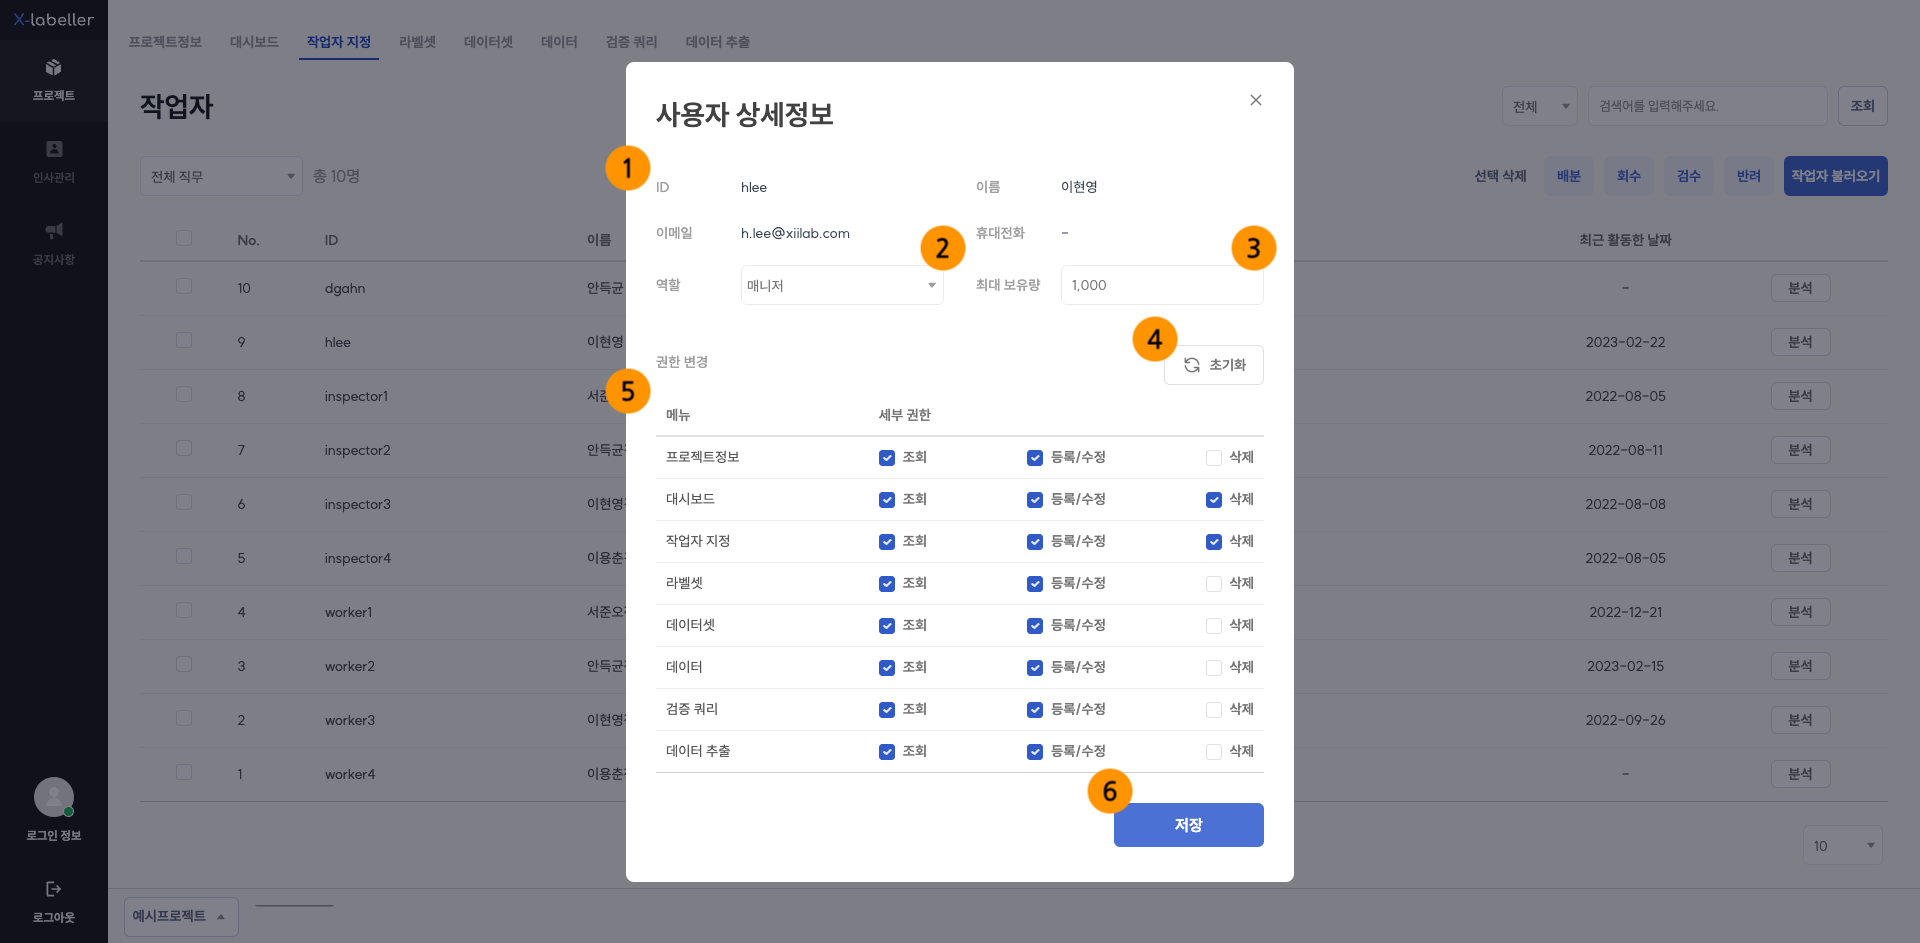 X-labeller
프로젝트
인사관리
공지사항
로그인 정보
로그아웃
프로젝트정보 대시보드 작업자 지정 라벨셋 데이터셋 데이터 검증 쿼리 데이터 추출
작업자
전체 검색어를 입력해주세요. 조회
전체 직무 총 10명
선택 삭제 배분 회수 검수 반려 작업자 불러오기
No. ID 이름 최근 활동한 날짜
10 dgahn 안득균 - 분석
9 hlee 이현영 2023-02-22 분석
8 inspector1 서준 2022-08-05 분석
7 inspector2 안득균 2022-08-11 분석
6 inspector3 이현영 2022-08-08 분석
5 inspector4 이용춘 2022-08-05 분석
4 worker1 서준오 2022-12-21 분석
3 worker2 안득균 2023-02-15 분석
2 worker3 이현영 2022-09-26 분석
1 worker4 이용춘 - 분석
10
예시프로젝트
사용자 상세정보
1
ID hlee 이름 이현영
이메일 h.lee@xiilab.com 휴대전화 -
2
3
역할 매니저 최대 보유량 1,000
4
권한 변경 초기화
5
메뉴 세부 권한
프로젝트정보 조회 등록/수정 삭제
대시보드 조회 등록/수정 삭제
작업자 지정 조회 등록/수정 삭제
라벨셋 조회 등록/수정 삭제
데이터셋 조회 등록/수정 삭제
데이터 조회 등록/수정 삭제
검증 쿼리 조회 등록/수정 삭제
데이터 추출 조회 등록/수정 삭제
6
저장